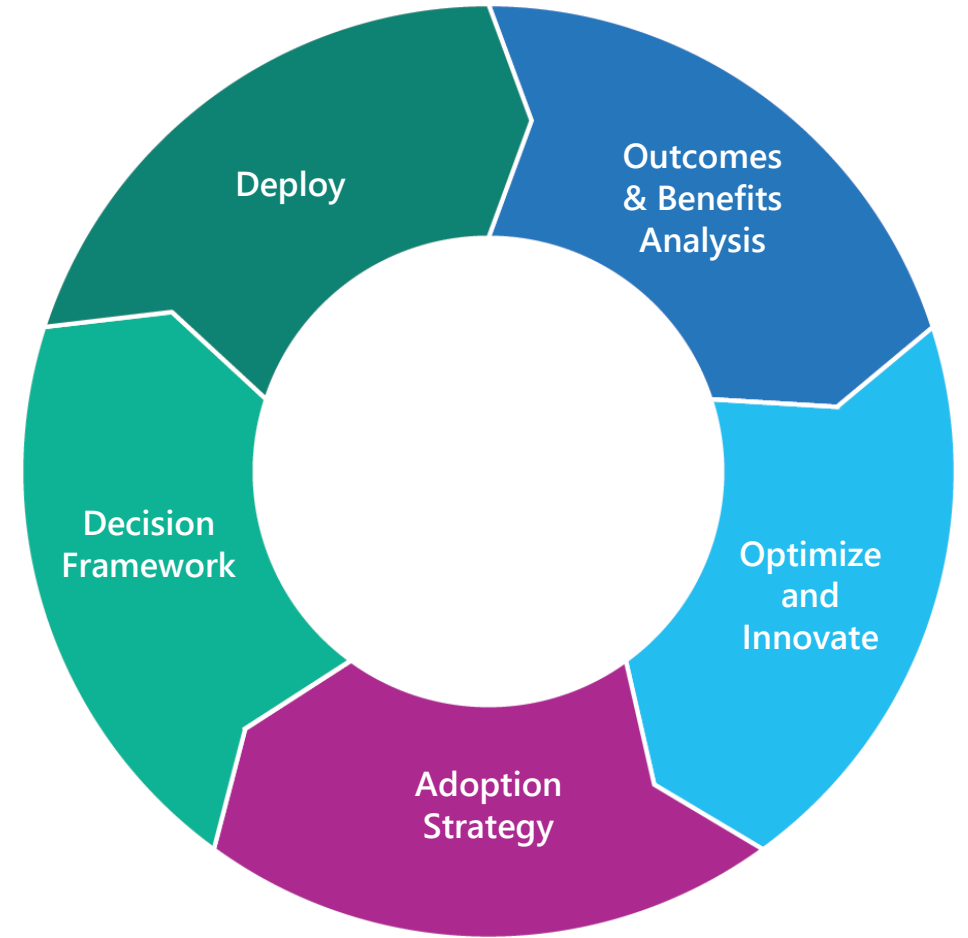 Deploy
Outcomes
& Benefits
Analysis
Decision
Framework
Optimize
and
Innovate
Adoption
Strategy